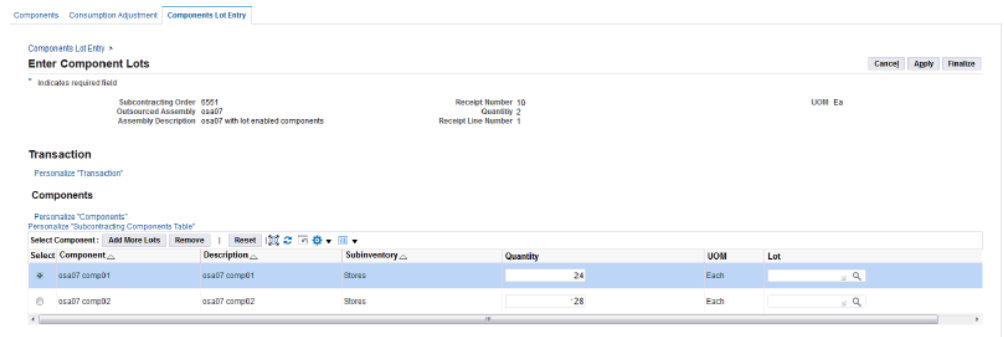 Components Consumption Adjustment Components Lot Entry
Components Lot Entry >
Enter Component Lots
Cancel Apply Finalize
* Indicates required field
Subcontracting Order 6551 Receipt Number 10 UOM Ea
Outsourced Assembly osa07 Quantity 2
Assembly Description osa07 with lot enabled components Receipt Line Number 1
Transaction
Personalize "Transaction"
Components
Personalize "Components"
Personalize "Subcontracting Components Table"
Select Component: Add More Lots Remove | Reset
Select Component Description Subinventory Quantity UOM Lot
osa07 comp01 osa07 comp01 Stores 24 Each
osa07 comp02 osa07 comp02 Stores 28 Each